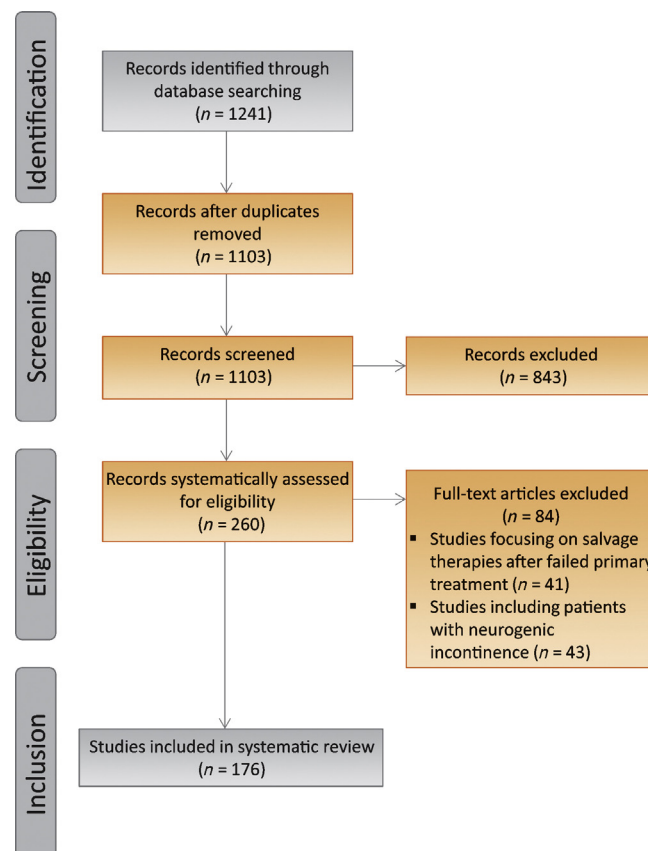 Identification
Records identified through
database searching
(n = 1241)
Records after duplicates
removed
(n = 1103)
Screening
Records screened
(n = 1103)
Records excluded
(n = 843)
Eligibility
Records systematically assessed
for eligibility
(n = 260)
Full-text articles excluded
(n = 84)
▪ Studies focusing on salvage
therapies after failed primary
treatment (n = 41)
▪ Studies including patients
with neurogenic
incontinence (n = 43)
Inclusion
Studies included in systematic review
(n = 176)